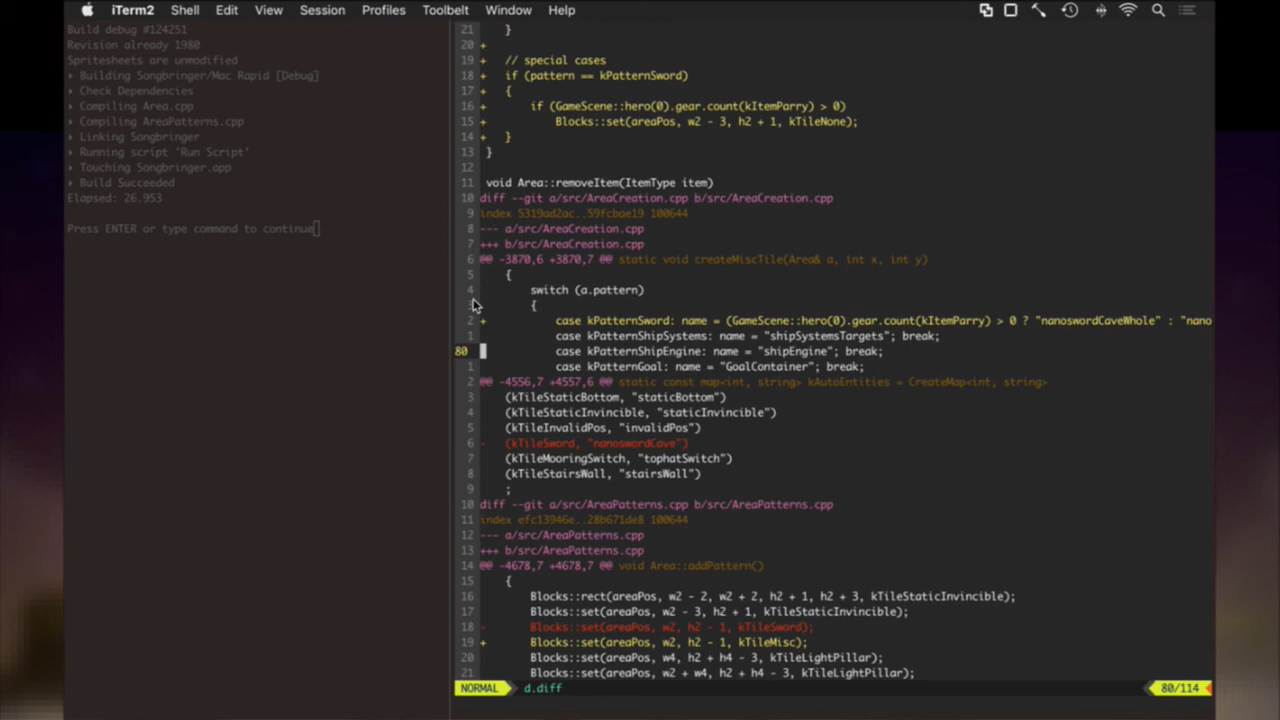 iTerm2 Shell Edit View Session Profiles Toolbelt Window Help
Build debug #124251
Revision already 1980
Spritesheets are unmodified
▸ Building Songbringer/Mac Rapid [Debug]
▸ Check Dependencies
▸ Compiling Area.cpp
▸ Compiling AreaPatterns.cpp
▸ Linking Songbringer
▸ Running script 'Run Script'
▸ Touching Songbringer.app
▸ Build Succeeded
Elapsed: 26.953
Press ENTER or type command to continue
21 }
20 +
19 + // special cases
18 + if (pattern == kPatternSword)
17 + {
16 + if (GameScene::hero(0).gear.count(kItemParry) > 0)
15 + Blocks::set(areaPos, w2 - 3, h2 + 1, kTileNone);
14 + }
13 }
12
11 void Area::removeItem(ItemType item)
10 diff --git a/src/AreaCreation.cpp b/src/AreaCreation.cpp
9 index 5319ad2ac..59fcbae19 100644
8 --- a/src/AreaCreation.cpp
7 +++ b/src/AreaCreation.cpp
6 @@ -3870,6 +3870,7 @@ static void createMiscTile(Area& a, int x, int y)
5 {
4 switch (a.pattern)
3 {
2 + case kPatternSword: name = (GameScene::hero(0).gear.count(kItemParry) > 0 ? "nanoswordCaveWhole" : "nano
1 case kPatternShipSystems: name = "shipSystemsTargets"; break;
80 case kPatternShipEngine: name = "shipEngine"; break;
1 case kPatternGoal: name = "GoalContainer"; break;
2 @@ -4556,7 +4557,6 @@ static const map<int, string> kAutoEntities = CreateMap<int, string>
3 (kTileStaticBottom, "staticBottom")
4 (kTileStaticInvincible, "staticInvincible")
5 (kTileInvalidPos, "invalidPos")
6 - (kTileSword, "nanoswordCave")
7 (kTileMooringSwitch, "tophatSwitch")
8 (kTileStairsWall, "stairsWall")
9 ;
10 diff --git a/src/AreaPatterns.cpp b/src/AreaPatterns.cpp
11 index efc13946e..28b671de8 100644
12 --- a/src/AreaPatterns.cpp
13 +++ b/src/AreaPatterns.cpp
14 @@ -4678,7 +4678,7 @@ void Area::addPattern()
15 {
16 Blocks::rect(areaPos, w2 - 2, w2 + 2, h2 + 1, h2 + 3, kTileStaticInvincible);
17 Blocks::set(areaPos, w2 - 3, h2 + 1, kTileStaticInvincible);
18 - Blocks::set(areaPos, w2, h2 - 1, kTileSword);
19 + Blocks::set(areaPos, w2, h2 - 1, kTileMisc);
20 Blocks::set(areaPos, w4, h2 + h4 - 3, kTileLightPillar);
21 Blocks::set(areaPos, w2 + w4, h2 + h4 - 3, kTileLightPillar);
NORMAL d.diff 80/114